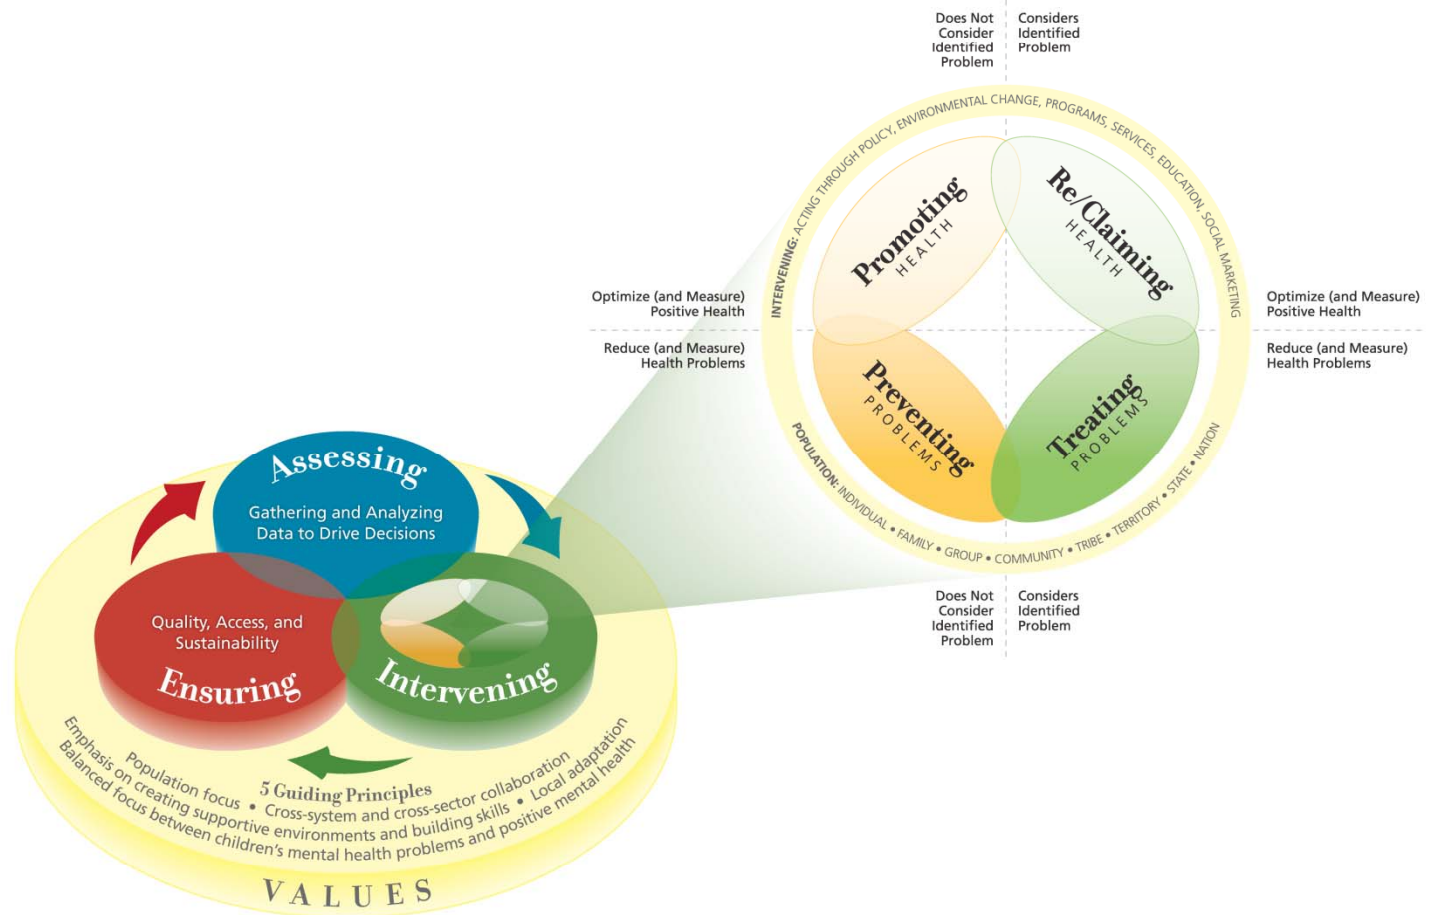 Does Not
Consider
Identified
Problem
Considers
Identified
Problem
INTERVENING: ACTING THROUGH POLICY, ENVIRONMENTAL CHANGE, PROGRAMS, SERVICES, EDUCATION, SOCIAL MARKETING
Promoting
HEALTH
Re/Claiming
HEALTH
Optimize (and Measure)
Positive Health
Reduce (and Measure)
Health Problems
Optimize (and Measure)
Positive Health
Reduce (and Measure)
Health Problems
Preventing
PROBLEMS
Treating
PROBLEMS
POPULATION: INDIVIDUAL • FAMILY • GROUP • COMMUNITY • TRIBE • TERRITORY • STATE • NATION
Does Not
Consider
Identified
Problem
Considers
Identified
Problem
Assessing
Gathering and Analyzing
Data to Drive Decisions
Quality, Access, and
Sustainability
Ensuring
Intervening
5 Guiding Principles
Population focus • Cross-system and cross-sector collaboration
Emphasis on creating supportive environments and building skills • Local adaptation
Balanced focus between children's mental health problems and positive mental health
VALUES